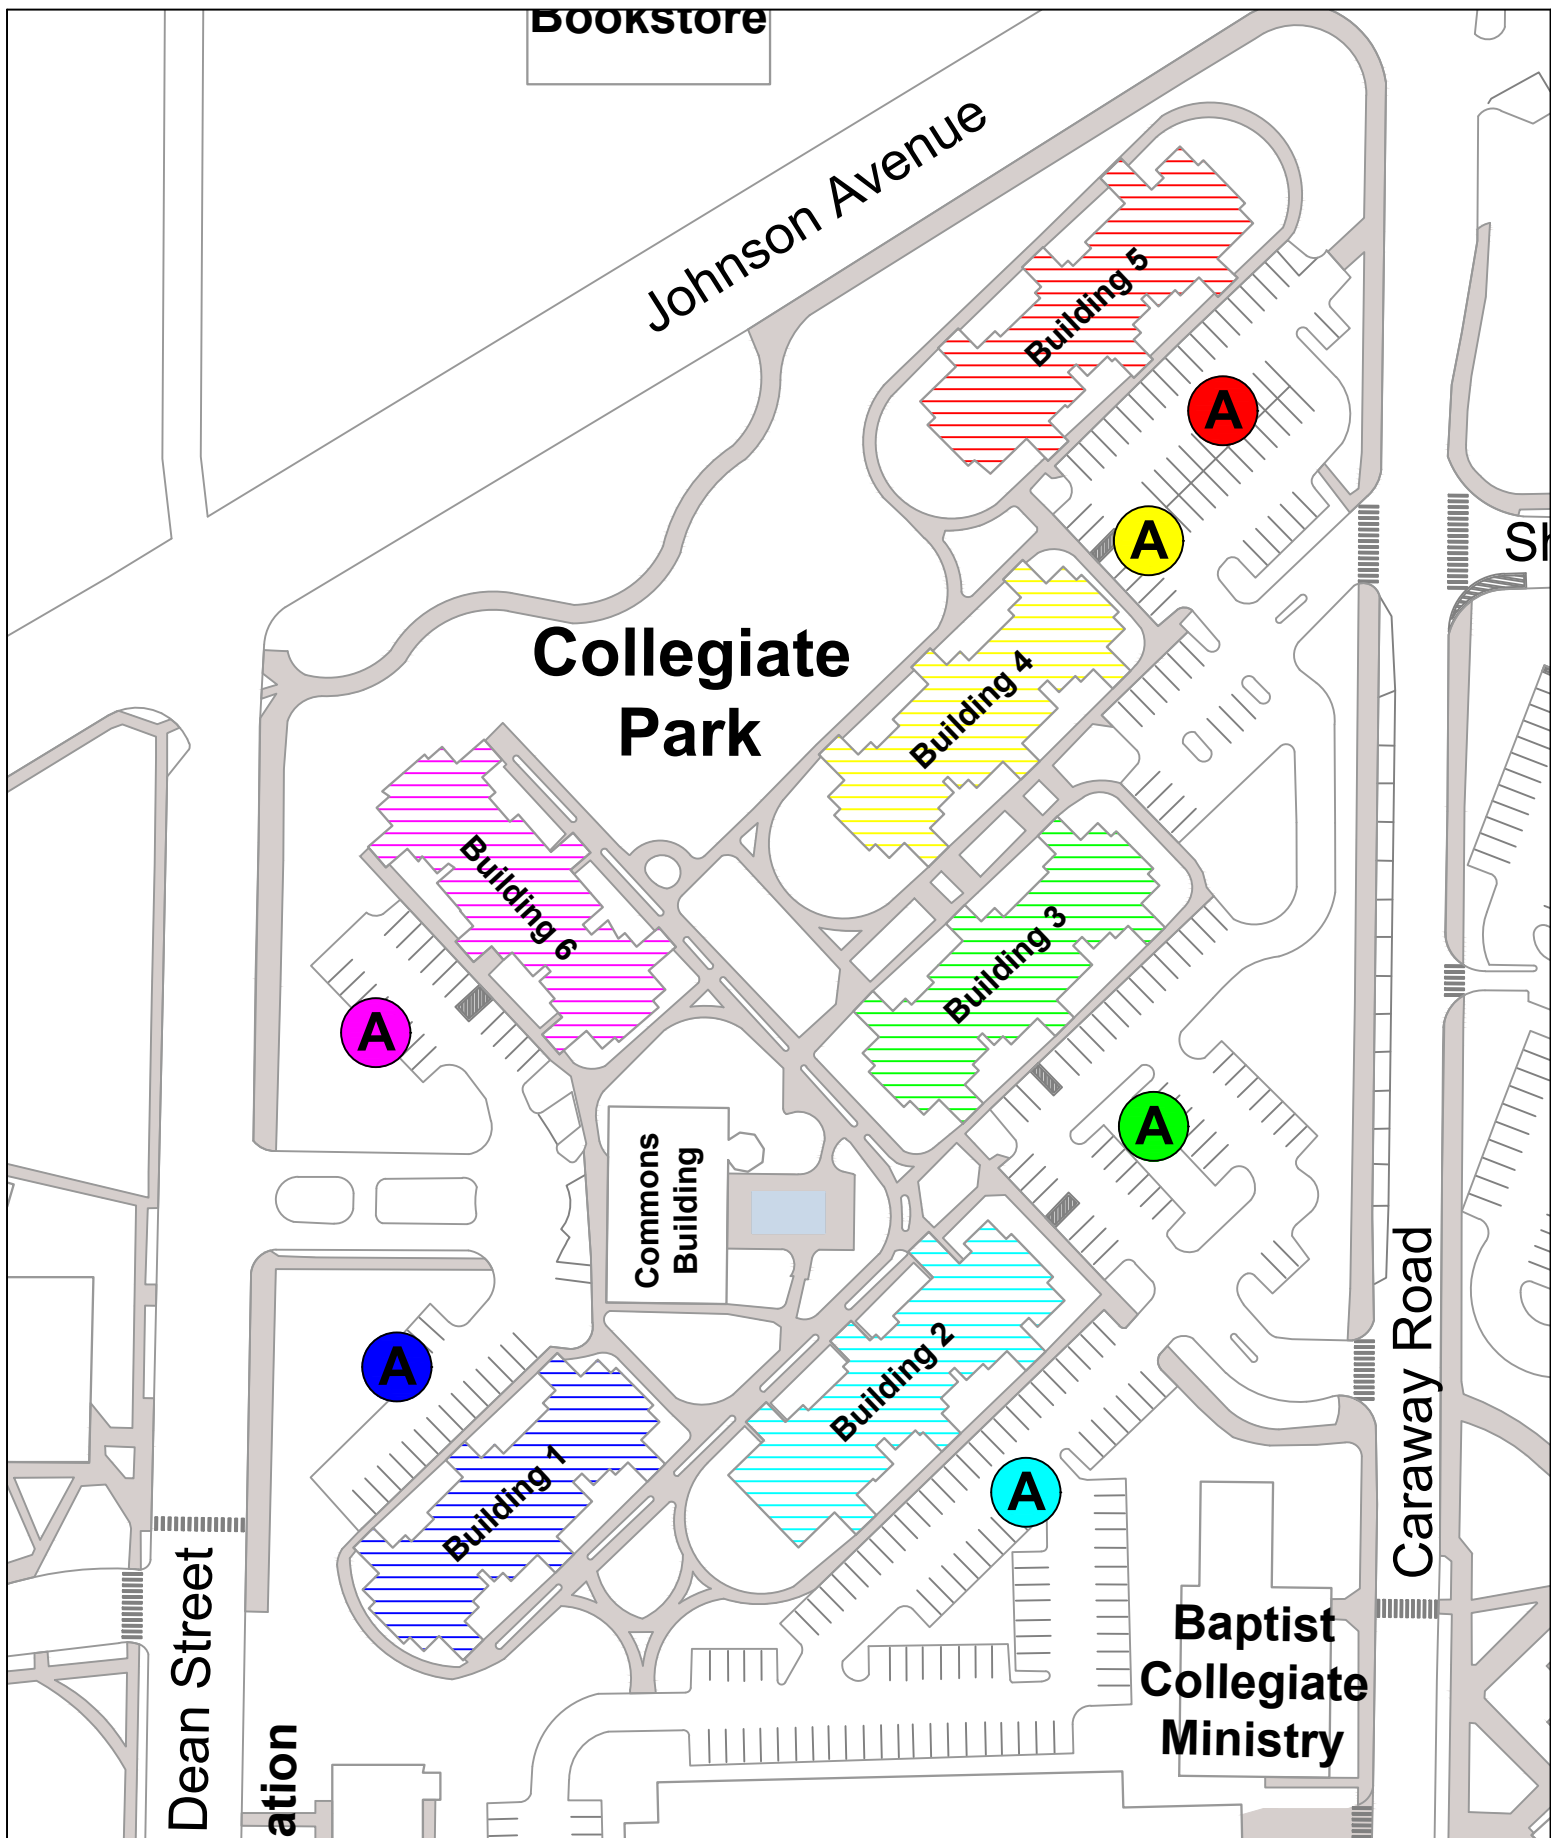 Bookstore
Johnson Avenue
Building 5
A
A
Collegiate
Park
Building 4
Building 6
Building 3
A
A
Commons
Building
Building 2
A
Building 1
A
Caraway Road
Dean Street
Baptist
Collegiate
Ministry